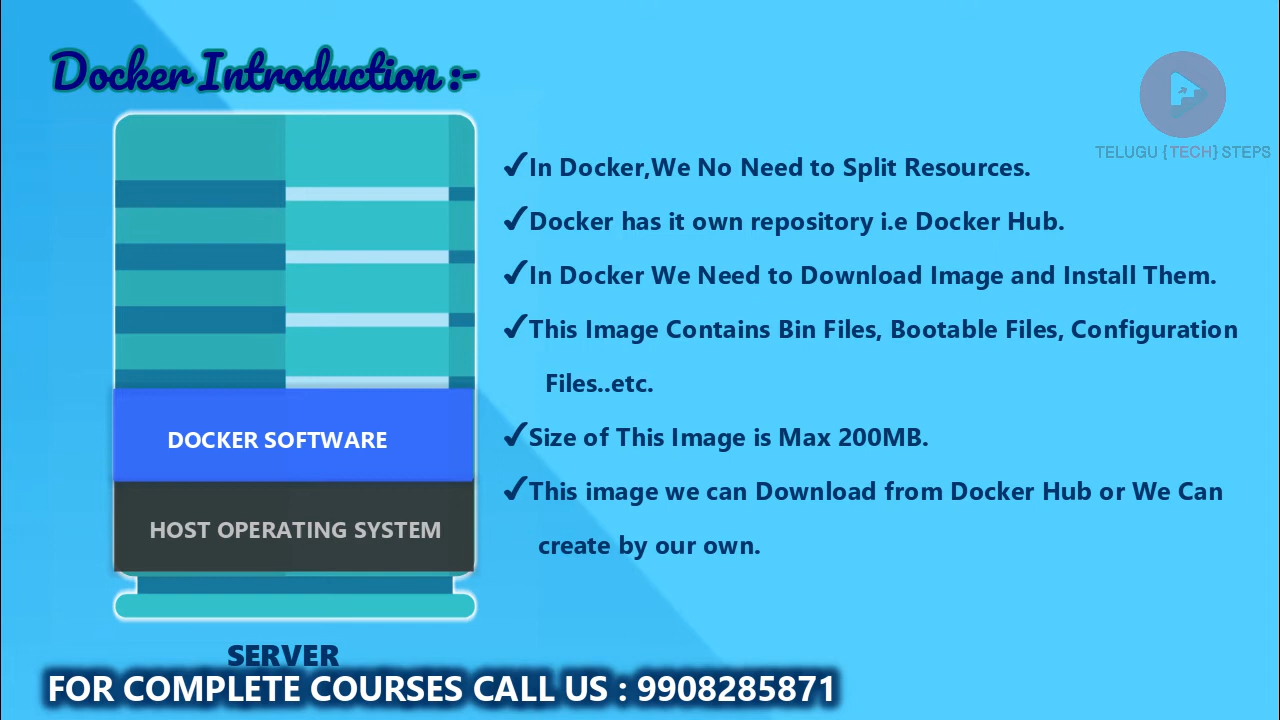 Docker Introduction :-
TELUGU {TECH} STEPS
✓In Docker,We No Need to Split Resources.
✓Docker has it own repository i.e Docker Hub.
✓In Docker We Need to Download Image and Install Them.
✓This Image Contains Bin Files, Bootable Files, Configuration
Files..etc.
✓Size of This Image is Max 200MB.
✓This image we can Download from Docker Hub or We Can
create by our own.
DOCKER SOFTWARE
HOST OPERATING SYSTEM
SERVER
FOR COMPLETE COURSES CALL US : 9908285871